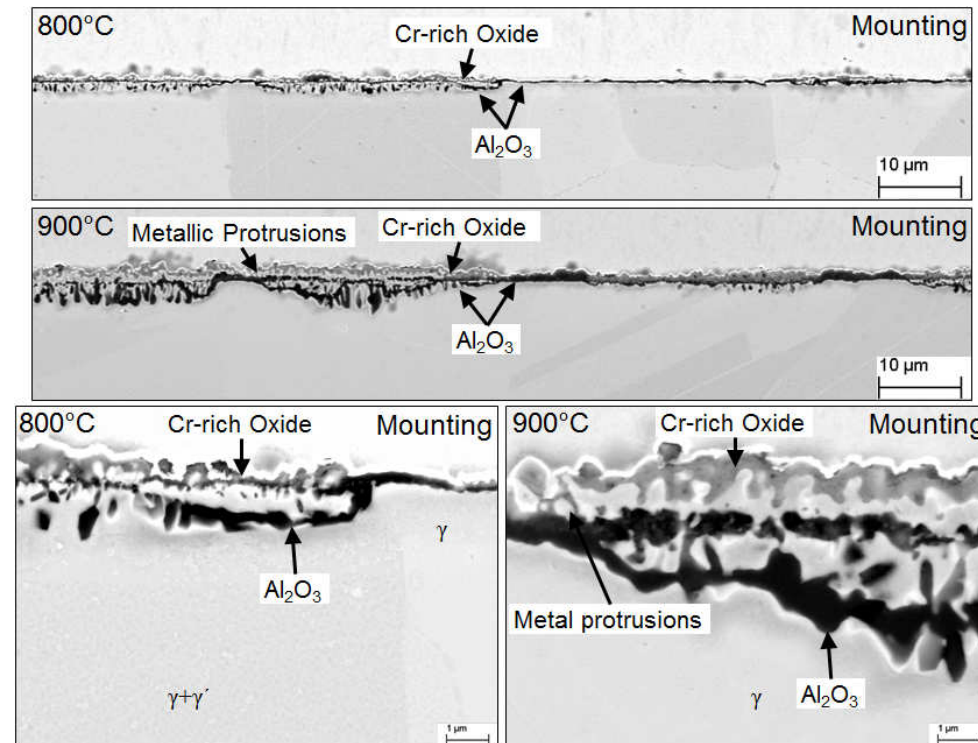 800°C
Cr-rich Oxide
Mounting
Al₂O₃
10 µm
900°C
Metallic Protrusions
Cr-rich Oxide
Mounting
Al₂O₃
10 µm
800°C
Cr-rich Oxide
Mounting
γ
Al₂O₃
γ+γ´
1 µm
900°C
Cr-rich Oxide
Mounting
Metal protrusions
Al₂O₃
γ
1 µm